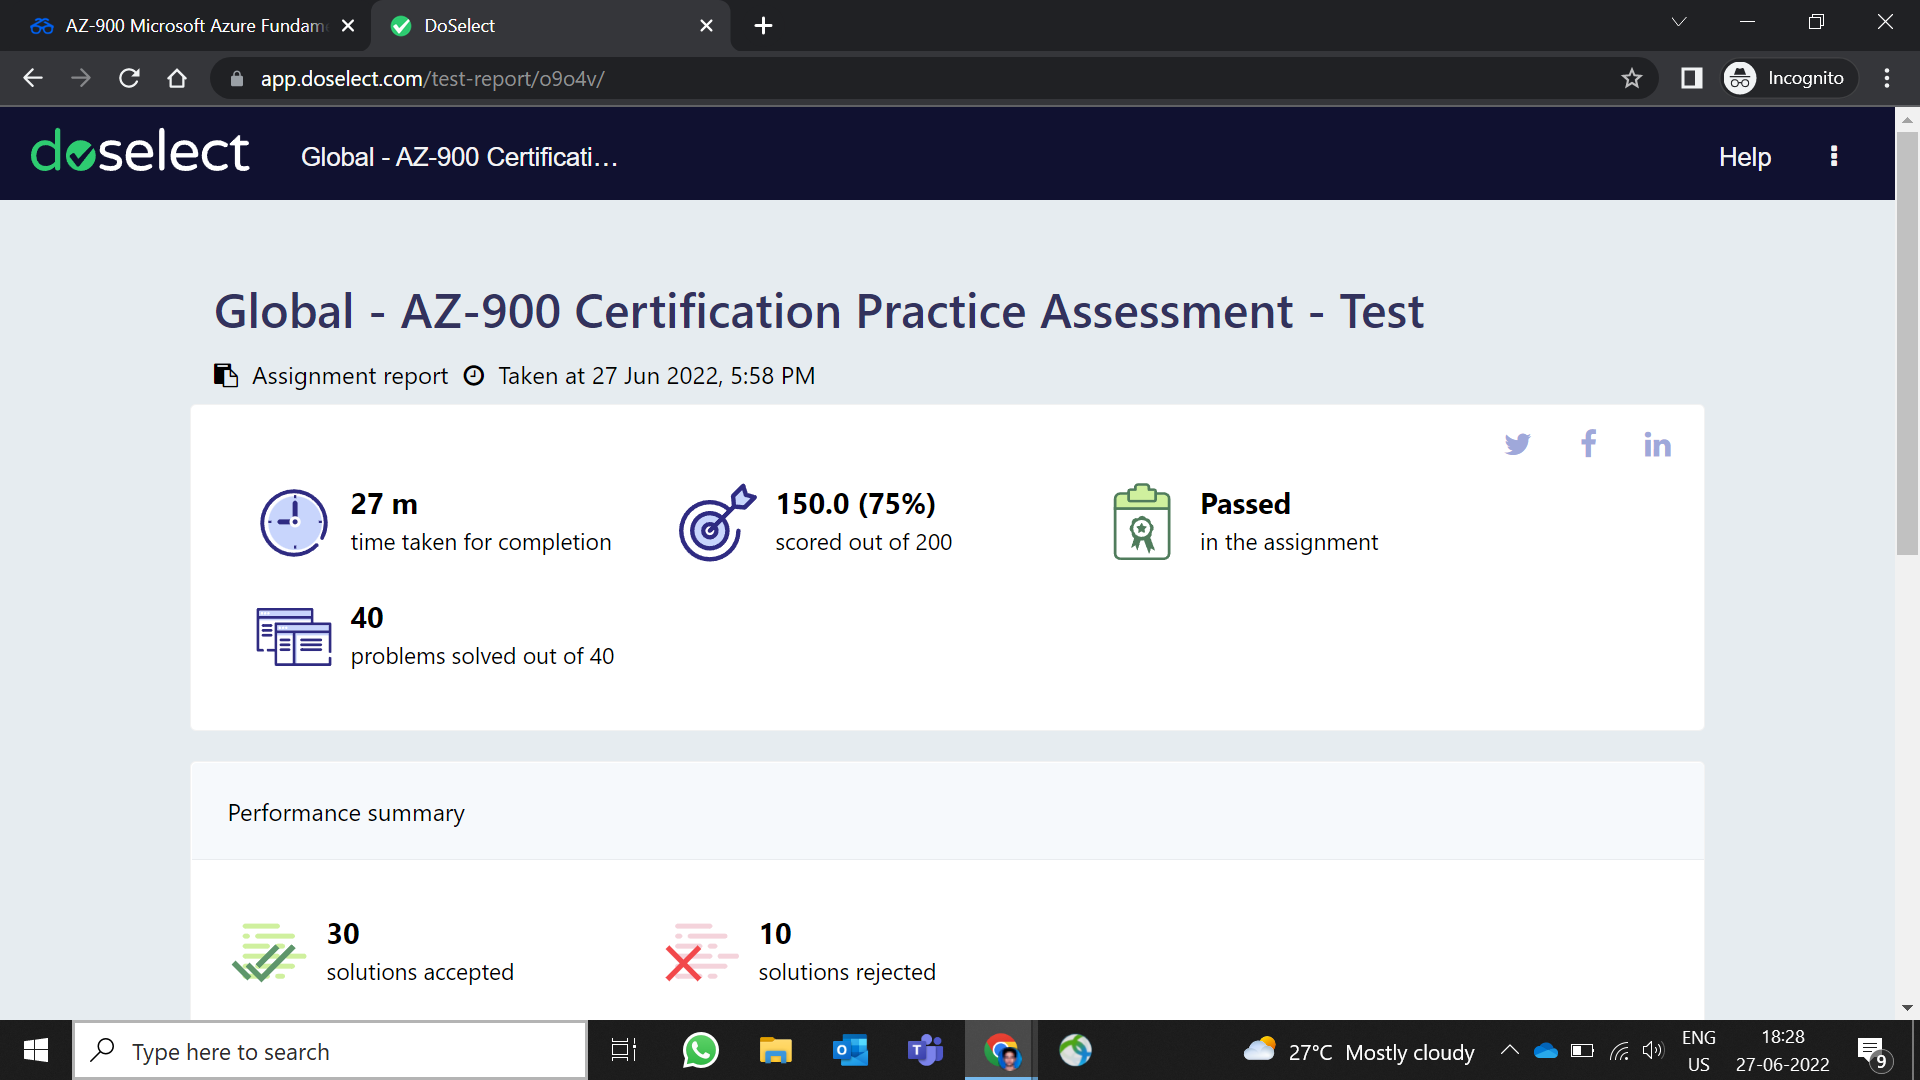 AZ-900 Microsoft Azure Fundam
DoSelect
app.doselect.com/test-report/o9o4v/
Incognito
doselect
Global - AZ-900 Certificati...
Help
Global - AZ-900 Certification Practice Assessment - Test
Assignment report
Taken at 27 Jun 2022, 5:58 PM
27 m
time taken for completion
150.0 (75%)
scored out of 200
Passed
in the assignment
40
problems solved out of 40
Performance summary
30
solutions accepted
10
solutions rejected
Type here to search
27°C Mostly cloudy
ENG
US
18:28
27-06-2022
9